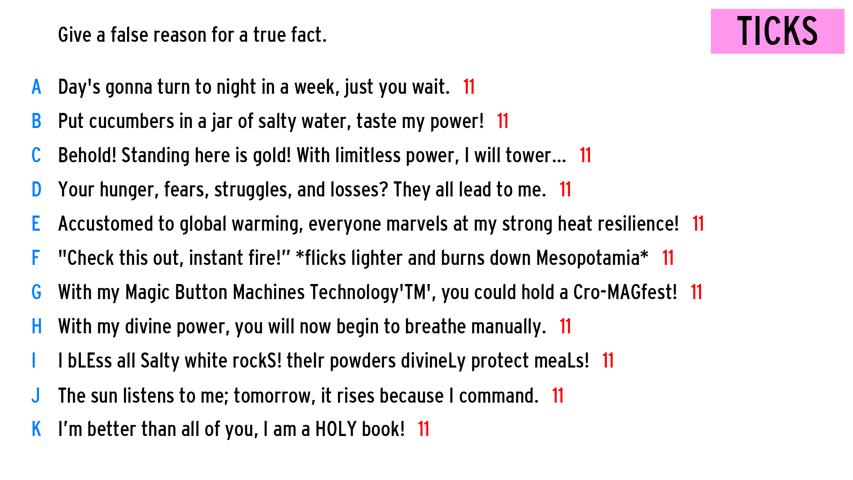 Give a false reason for a true fact.
TICKS
A Day's gonna turn to night in a week, just you wait. 11
B Put cucumbers in a jar of salty water, taste my power! 11
C Behold! Standing here is gold! With limitless power, I will tower... 11
D Your hunger, fears, struggles, and losses? They all lead to me. 11
E Accustomed to global warming, everyone marvels at my strong heat resilience! 11
F "Check this out, instant fire!” *flicks lighter and burns down Mesopotamia* 11
G With my Magic Button Machines Technology'TM', you could hold a Cro-MAGfest! 11
H With my divine power, you will now begin to breathe manually. 11
I I bLEss all Salty white rockS! theIr powders divineLy protect meaLs! 11
J The sun listens to me; tomorrow, it rises because I command. 11
K I’m better than all of you, I am a HOLY book! 11